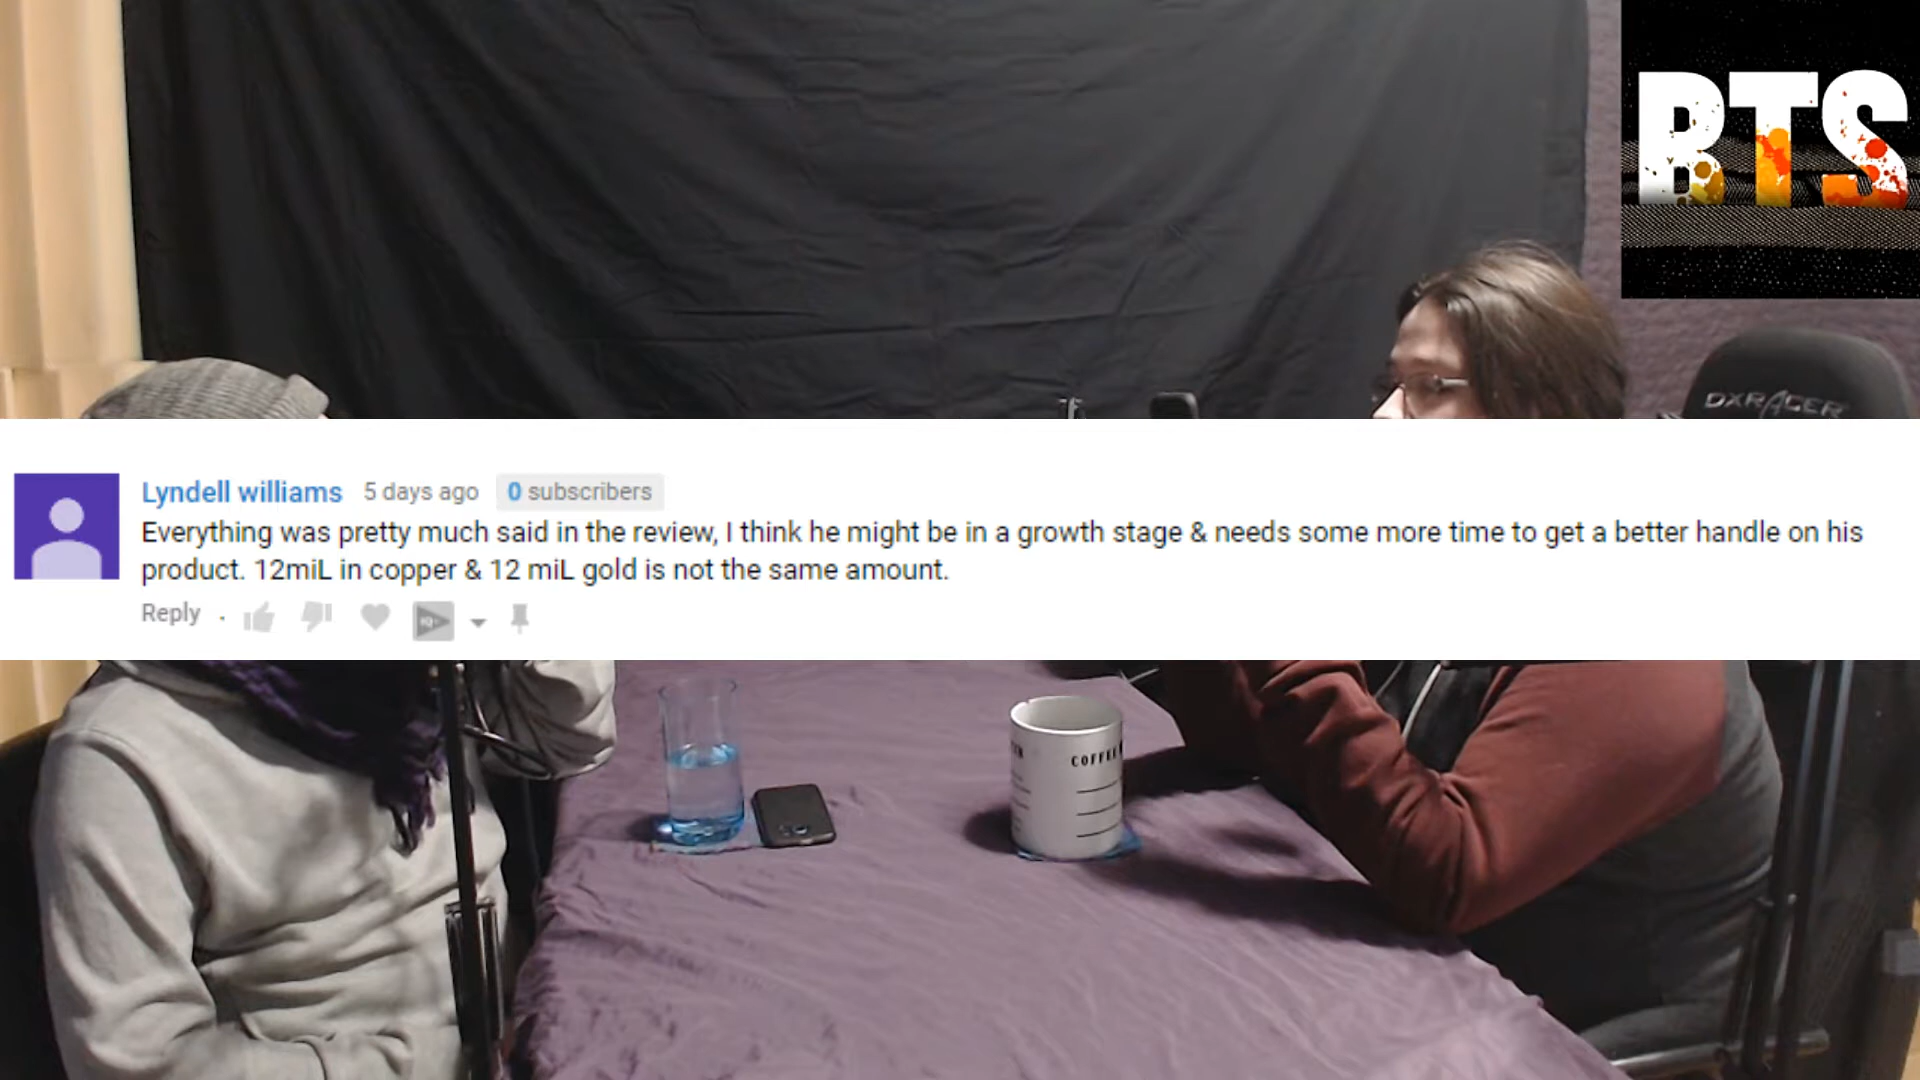 BTS
DXRACER
Lyndell williams 5 days ago 0 subscribers
Everything was pretty much said in the review, I think he might be in a growth stage & needs some more time to get a better handle on his
product. 12miL in copper & 12 miL gold is not the same amount.
Reply
COFFEE